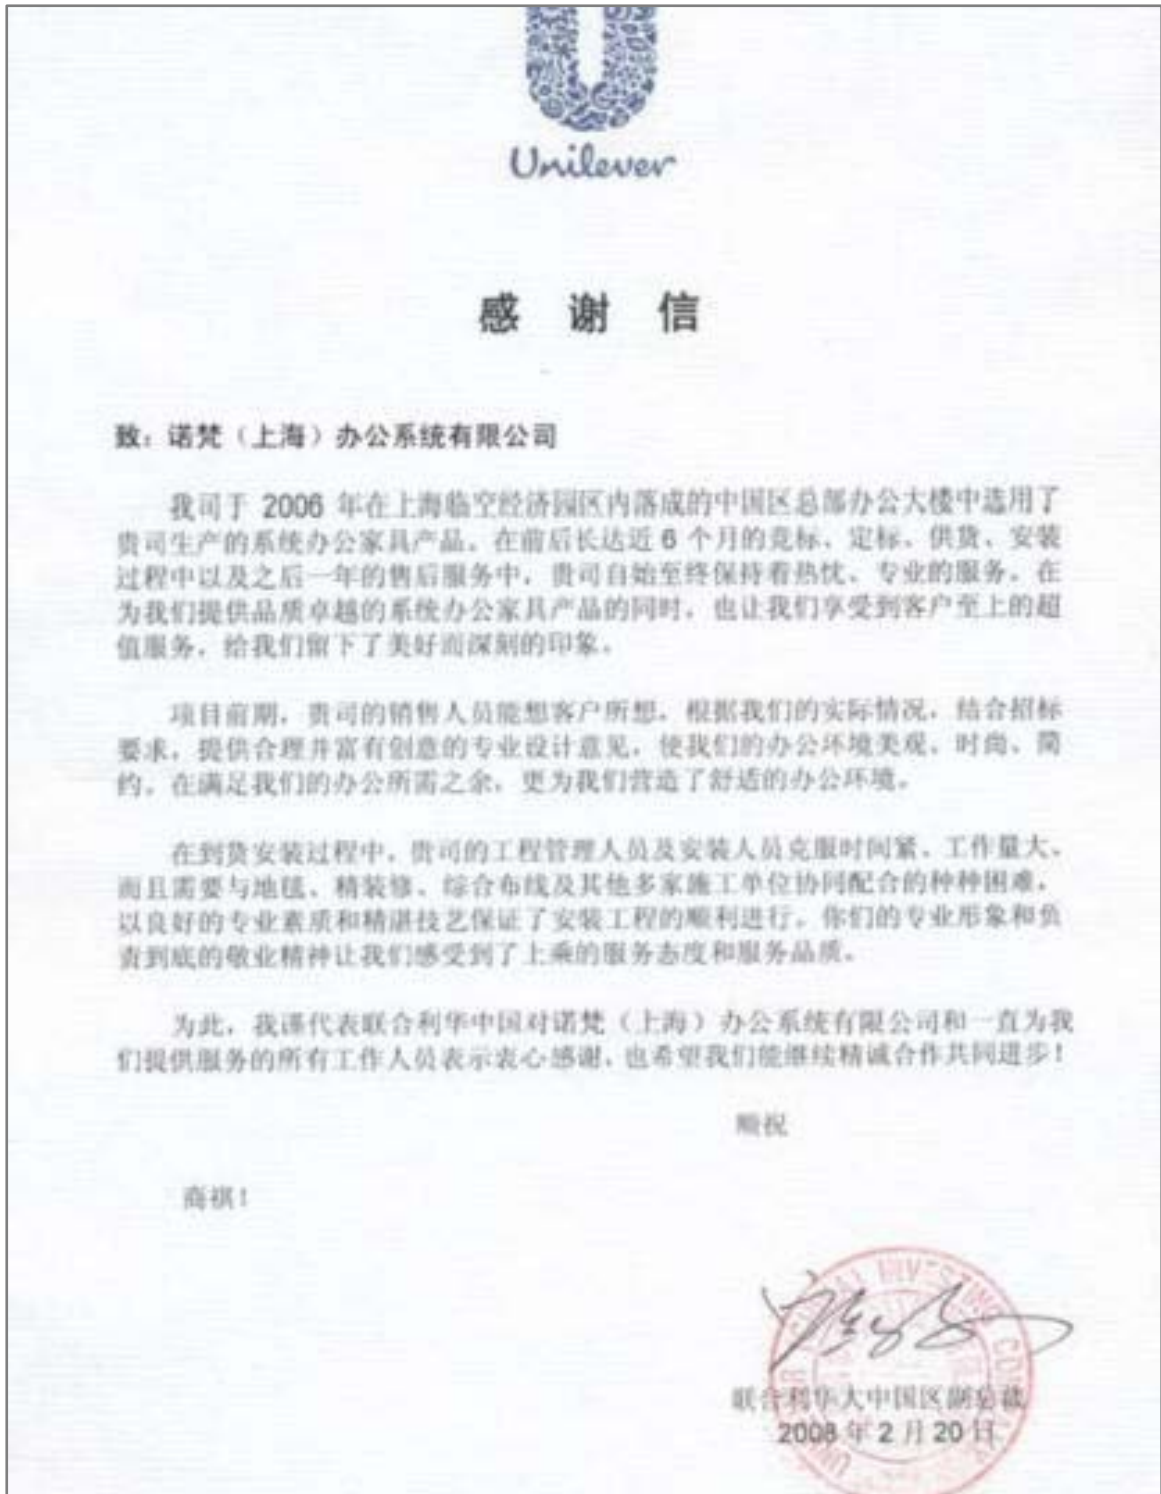 Unilever
感 谢 信
致：诺梵（上海）办公系统有限公司
我司于 2006 年在上海临空经济园区内落成的中国区总部办公大楼中选用了
贵司生产的系统办公家具产品。在前后长达近 6 个月的竞标、定标、供货、安装
过程中以及之后一年的售后服务中，贵司自始至终保持着热忱、专业的服务。在
为我们提供品质卓越的系统办公家具产品的同时，也让我们享受到客户至上的超
值服务，给我们留下了美好而深刻的印象。
项目前期，贵司的销售人员能想客户所想，根据我们的实际情况，结合招标
要求，提供合理并富有创意的专业设计意见，使我们的办公环境美观、时尚、简
约。在满足我们的办公所需之余，更为我们营造了舒适的办公环境。
在到货安装过程中，贵司的工程管理人员及安装人员克服时间紧、工作量大、
而且需要与地毯、精装修、综合布线及其他多家施工单位协同配合的种种困难，
以良好的专业素质和精湛技艺保证了安装工程的顺利进行。你们的专业形象和负
责到底的敬业精神让我们感受到了上乘的服务态度和服务品质。
为此，我谨代表联合利华中国对诺梵（上海）办公系统有限公司和一直为我
们提供服务的所有工作人员表示衷心感谢，也希望我们能继续精诚合作共同进步！
顺祝
商祺！
INVESTING
联合利华大中国区副总裁
2008 年 2 月 20 日